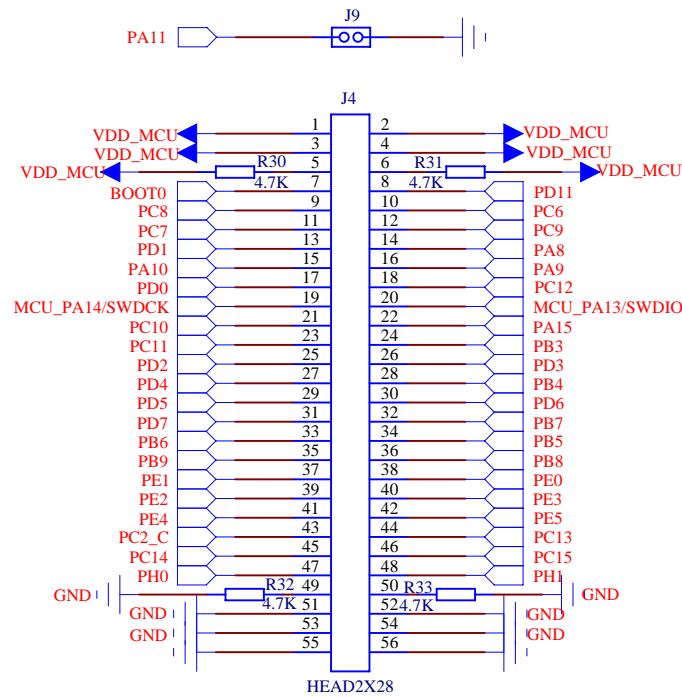 J9
PA11
J4
VDD_MCU 1 2 VDD_MCU
VDD_MCU 3 4 VDD_MCU
VDD_MCU R30 4.7K 5 6 R31 4.7K VDD_MCU
BOOT0 7 8 PD11
PC8 9 10 PC6
PC7 11 12 PC9
PD1 13 14 PA8
PA10 15 16 PA9
PD0 17 18 PC12
MCU_PA14/SWDCK 19 20 MCU_PA13/SWDIO
PC10 21 22 PA15
PC11 23 24 PB3
PD2 25 26 PD3
PD4 27 28 PB4
PD5 29 30 PD6
PD7 31 32 PB7
PB6 33 34 PB5
PB9 35 36 PB8
PE1 37 38 PE0
PE2 39 40 PE3
PE4 41 42 PE5
PC2_C 43 44 PC13
PC14 45 46 PC15
PH0 47 48 PH1
GND R32 4.7K 49 50 R33 4.7K GND
GND 51 52 GND
GND 53 54 GND
55 56
HEAD2X28